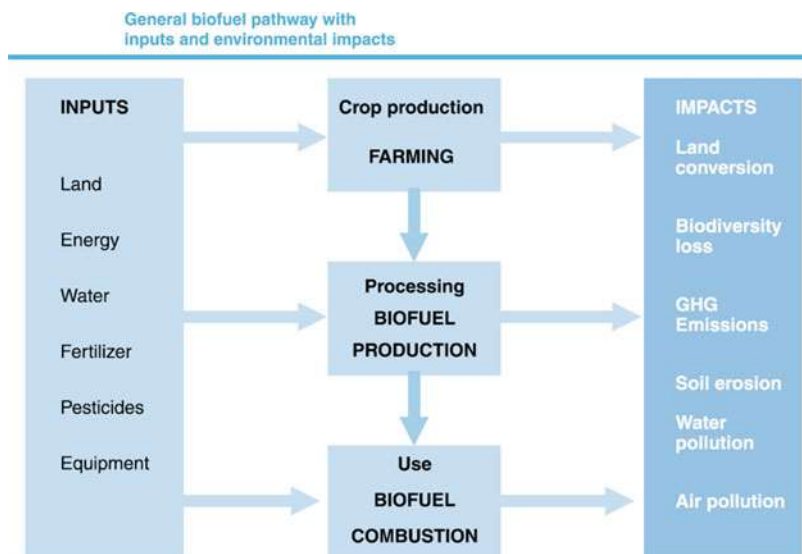 General biofuel pathway with
inputs and environmental impacts
INPUTS
Land
Energy
Water
Fertilizer
Pesticides
Equipment
Crop production
FARMING
Processing
BIOFUEL
PRODUCTION
Use
BIOFUEL
COMBUSTION
IMPACTS
Land
conversion
Biodiversity
loss
GHG
Emissions
Soil erosion
Water
pollution
Air pollution